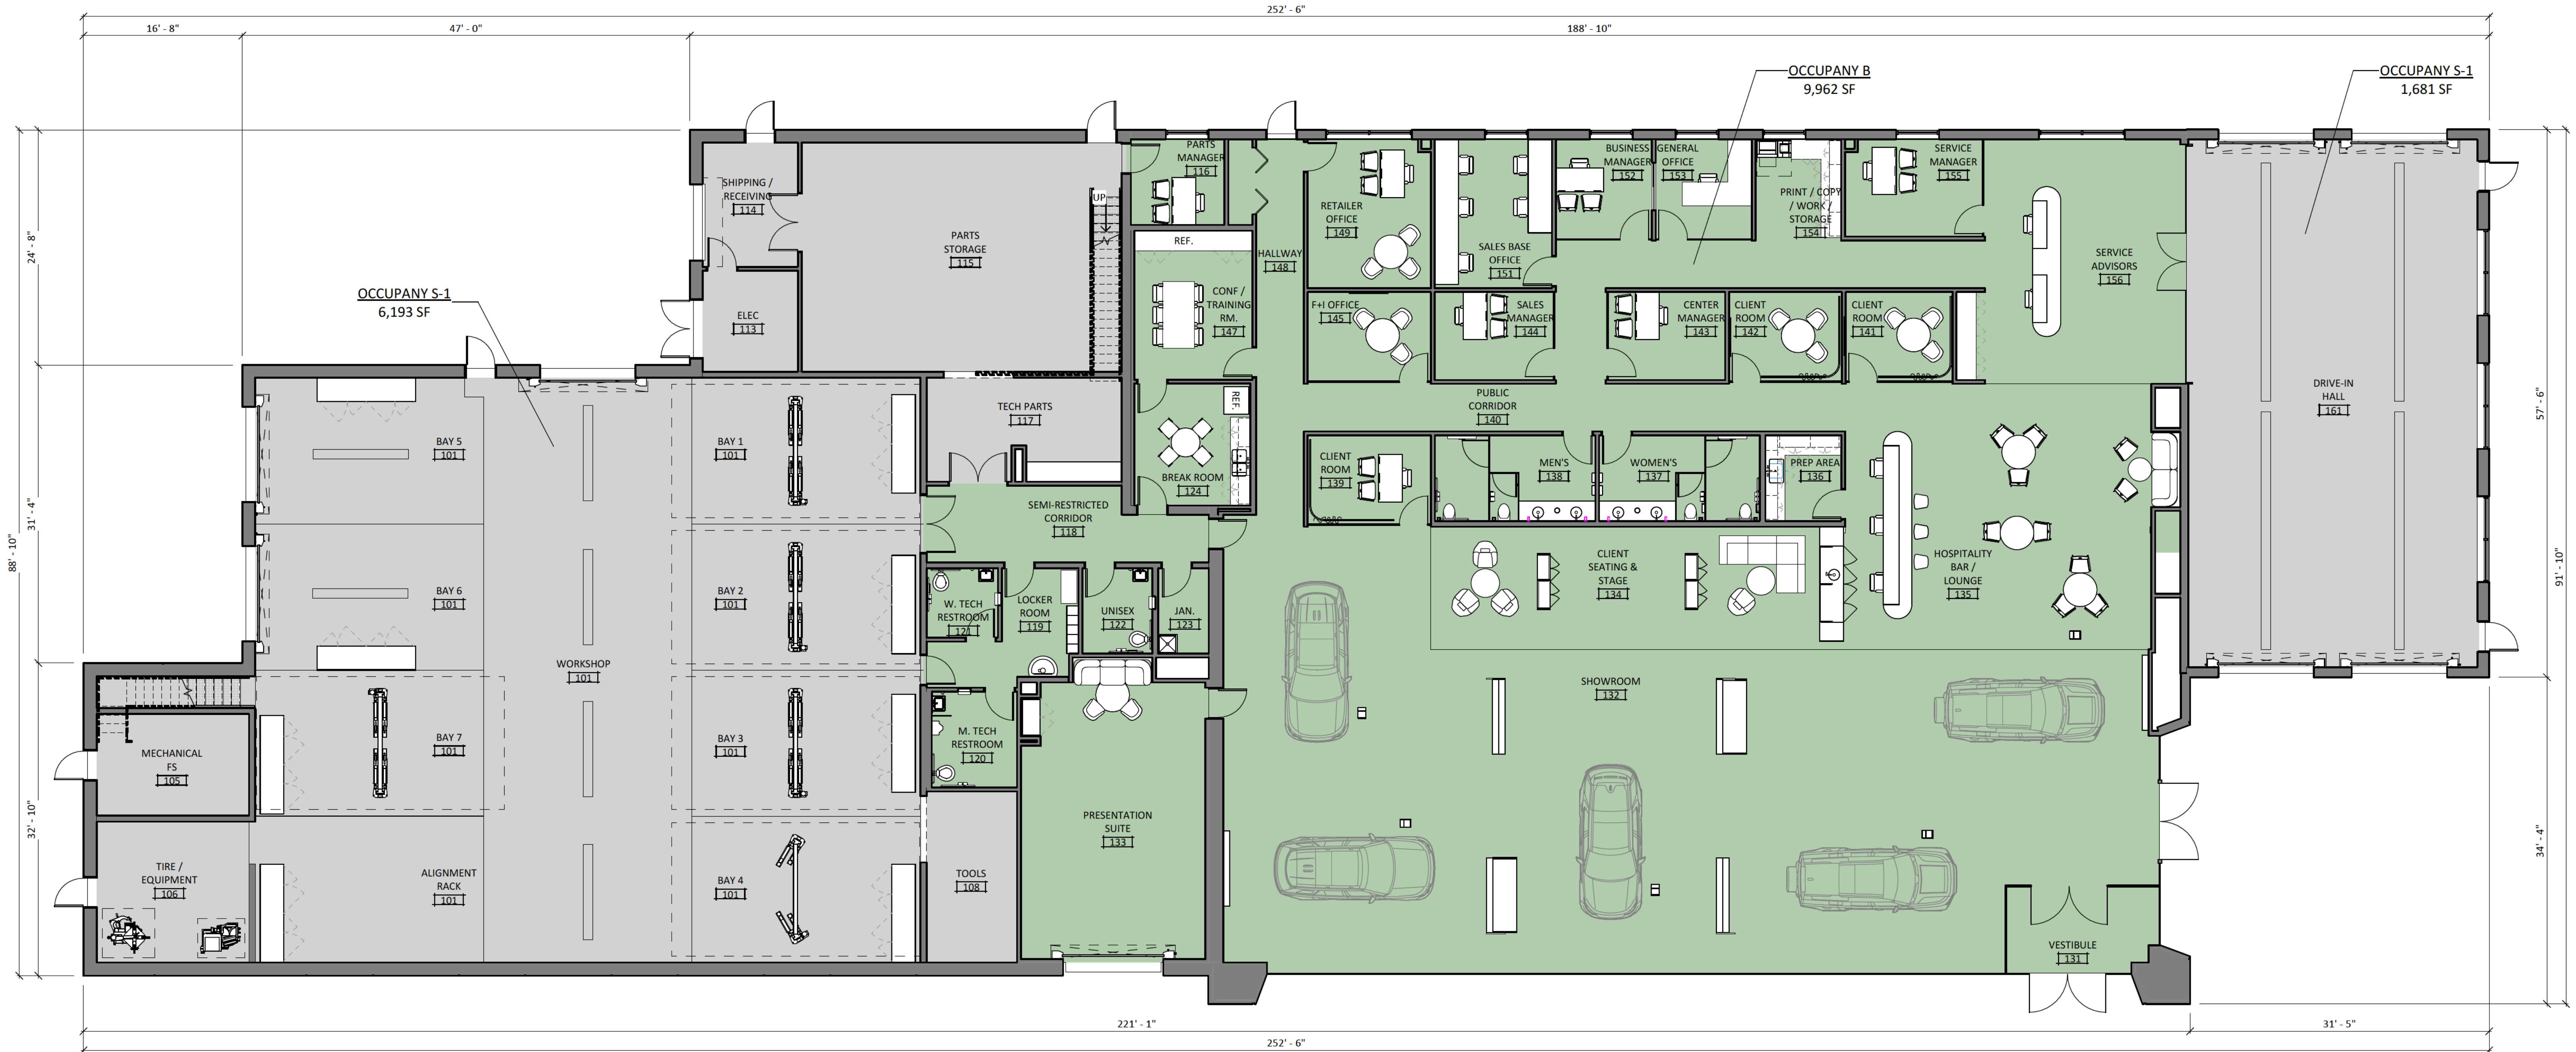 252' - 6"
16' - 8"
47' - 0"
188' - 10"
OCCUPANY B
9,962 SF
OCCUPANY S-1
1,681 SF
OCCUPANY S-1
6,193 SF
24' - 8"
31' - 4"
32' - 10"
88' - 10"
57' - 6"
34' - 4"
91' - 10"
SHIPPING /
RECEIVING
114
PARTS
STORAGE
115
UP
ELEC
113
PARTS
MANAGER
116
REF.
CONF /
TRAINING
RM.
147
HALLWAY
148
RETAILER
OFFICE
149
SALES BASE
OFFICE
151
BUSINESS
MANAGER
152
GENERAL
OFFICE
153
PRINT / COPY
/ WORK /
STORAGE
154
SERVICE
MANAGER
155
SERVICE
ADVISORS
156
F+I OFFICE
145
SALES
MANAGER
144
CENTER
MANAGER
143
CLIENT
ROOM
142
CLIENT
ROOM
141
DRIVE-IN
HALL
161
PUBLIC
CORRIDOR
140
TECH PARTS
117
REF.
BREAK ROOM
124
CLIENT
ROOM
139
MEN'S
138
WOMEN'S
137
PREP AREA
136
BAY 5
101
BAY 1
101
BAY 6
101
BAY 2
101
WORKSHOP
101
BAY 7
101
BAY 3
101
ALIGNMENT
RACK
101
BAY 4
101
MECHANICAL
FS
105
TIRE /
EQUIPMENT
106
SEMI-RESTRICTED
CORRIDOR
118
W. TECH
RESTROOM
121
LOCKER
ROOM
119
UNISEX
122
JAN.
123
M. TECH
RESTROOM
120
TOOLS
108
PRESENTATION
SUITE
133
CLIENT
SEATING &
STAGE
134
HOSPITALITY
BAR /
LOUNGE
135
SHOWROOM
132
VESTIBULE
131
221' - 1"
31' - 5"
252' - 6"